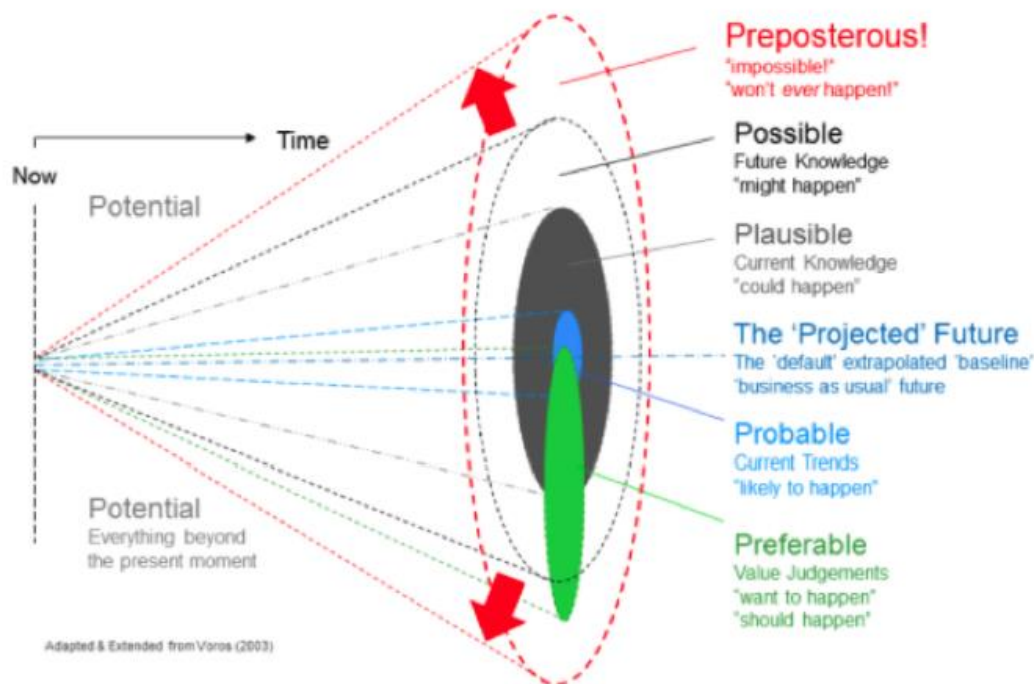 Preposterous!
"impossible!"
"won't ever happen!"
Time
Now
Potential
Possible
Future Knowledge
"might happen"
Plausible
Current Knowledge
"could happen"
The 'Projected' Future
The 'default' extrapolated 'baseline'
'business as usual' future
Probable
Current Trends
"likely to happen"
Potential
Everything beyond
the present moment
Preferable
Value Judgements
"want to happen"
"should happen"
Adapted & Extended from Voros (2003)